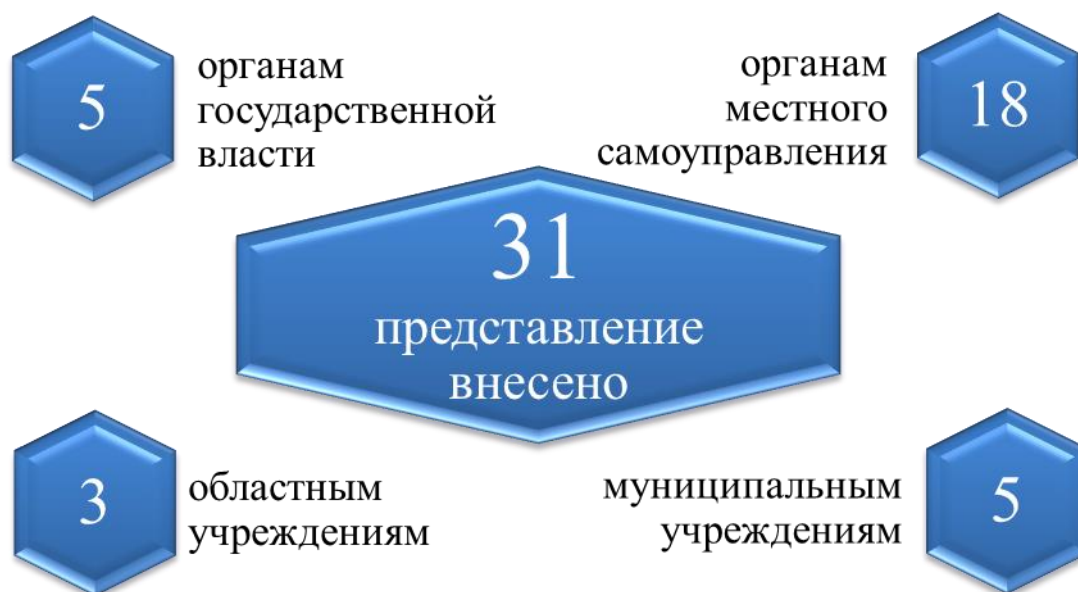 5
органам
государственной
власти
органам
местного
самоуправления
18
31
представление
внесено
3
областным
учреждениям
муниципальным
учреждениям
5